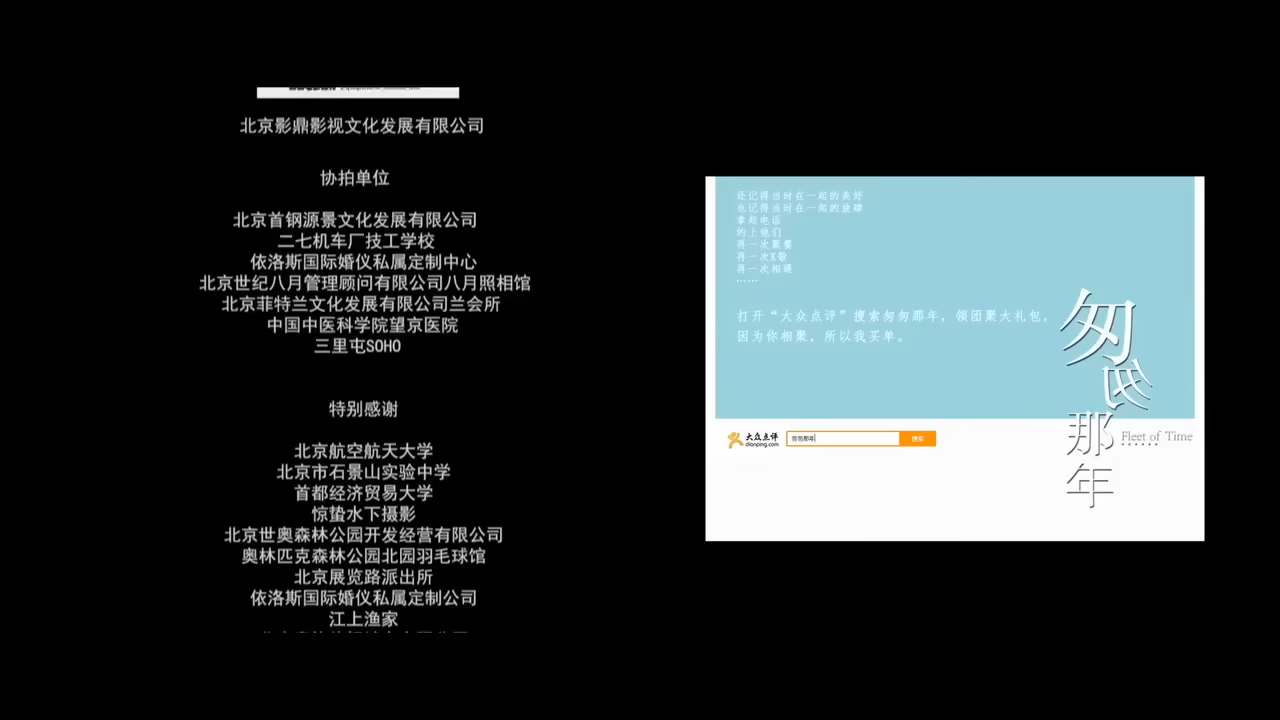 北京影鼎影视文化发展有限公司
协拍单位
北京首钢源景文化发展有限公司
二七机车厂技工学校
依洛斯国际婚仪私属定制中心
北京世纪八月管理顾问有限公司八月照相馆
北京菲特兰文化发展有限公司兰会所
中国中医科学院望京医院
三里屯SOHO
特别感谢
北京航空航天大学
北京市石景山实验中学
首都经济贸易大学
惊蛰水下摄影
北京世奥森林公园开发经营有限公司
奥林匹克森林公园北园羽毛球馆
北京展览路派出所
依洛斯国际婚仪私属定制公司
江上渔家
还记得当时在一起的美好
也记得当时在一起的放肆
拿起电话
约上他们
再一次聚餐
再一次K歌
再一次相遇
……
打开“大众点评”搜索匆匆那年，领团聚大礼包，
因为你相聚，所以我买单。
匆匆那年
Fleet of Time
大众点评
dianping.com
匆匆那年
搜索